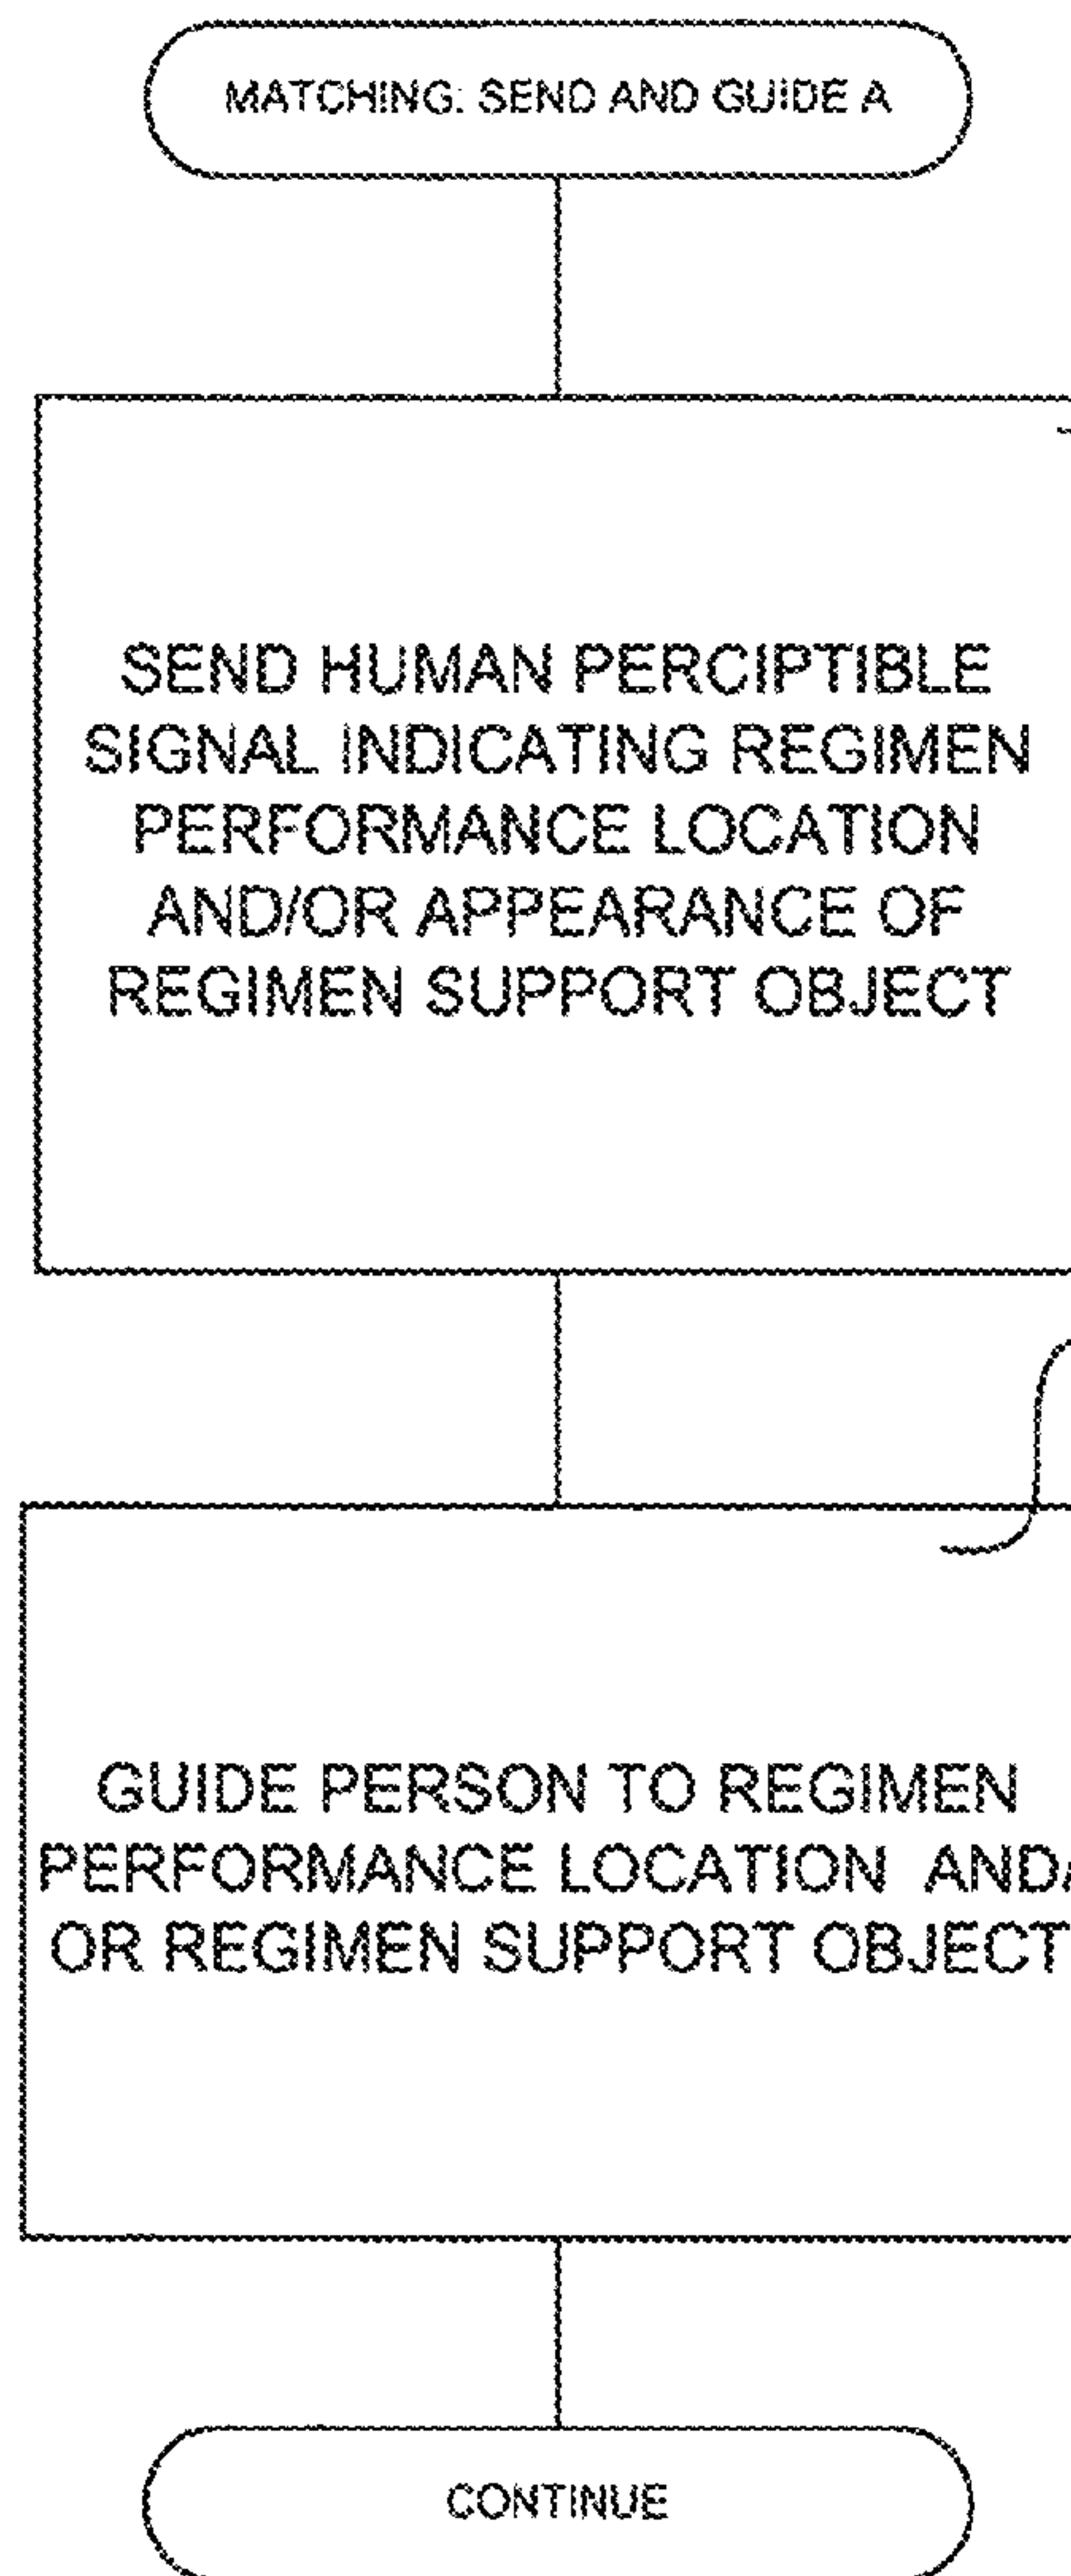 MATCHING: SEND AND GUIDE A
SEND HUMAN PERCIPTIBLE
SIGNAL INDICATING REGIMEN
PERFORMANCE LOCATION
AND/OR APPEARANCE OF
REGIMEN SUPPORT OBJECT
GUIDE PERSON TO REGIMEN
PERFORMANCE LOCATION AND/
OR REGIMEN SUPPORT OBJECT
CONTINUE